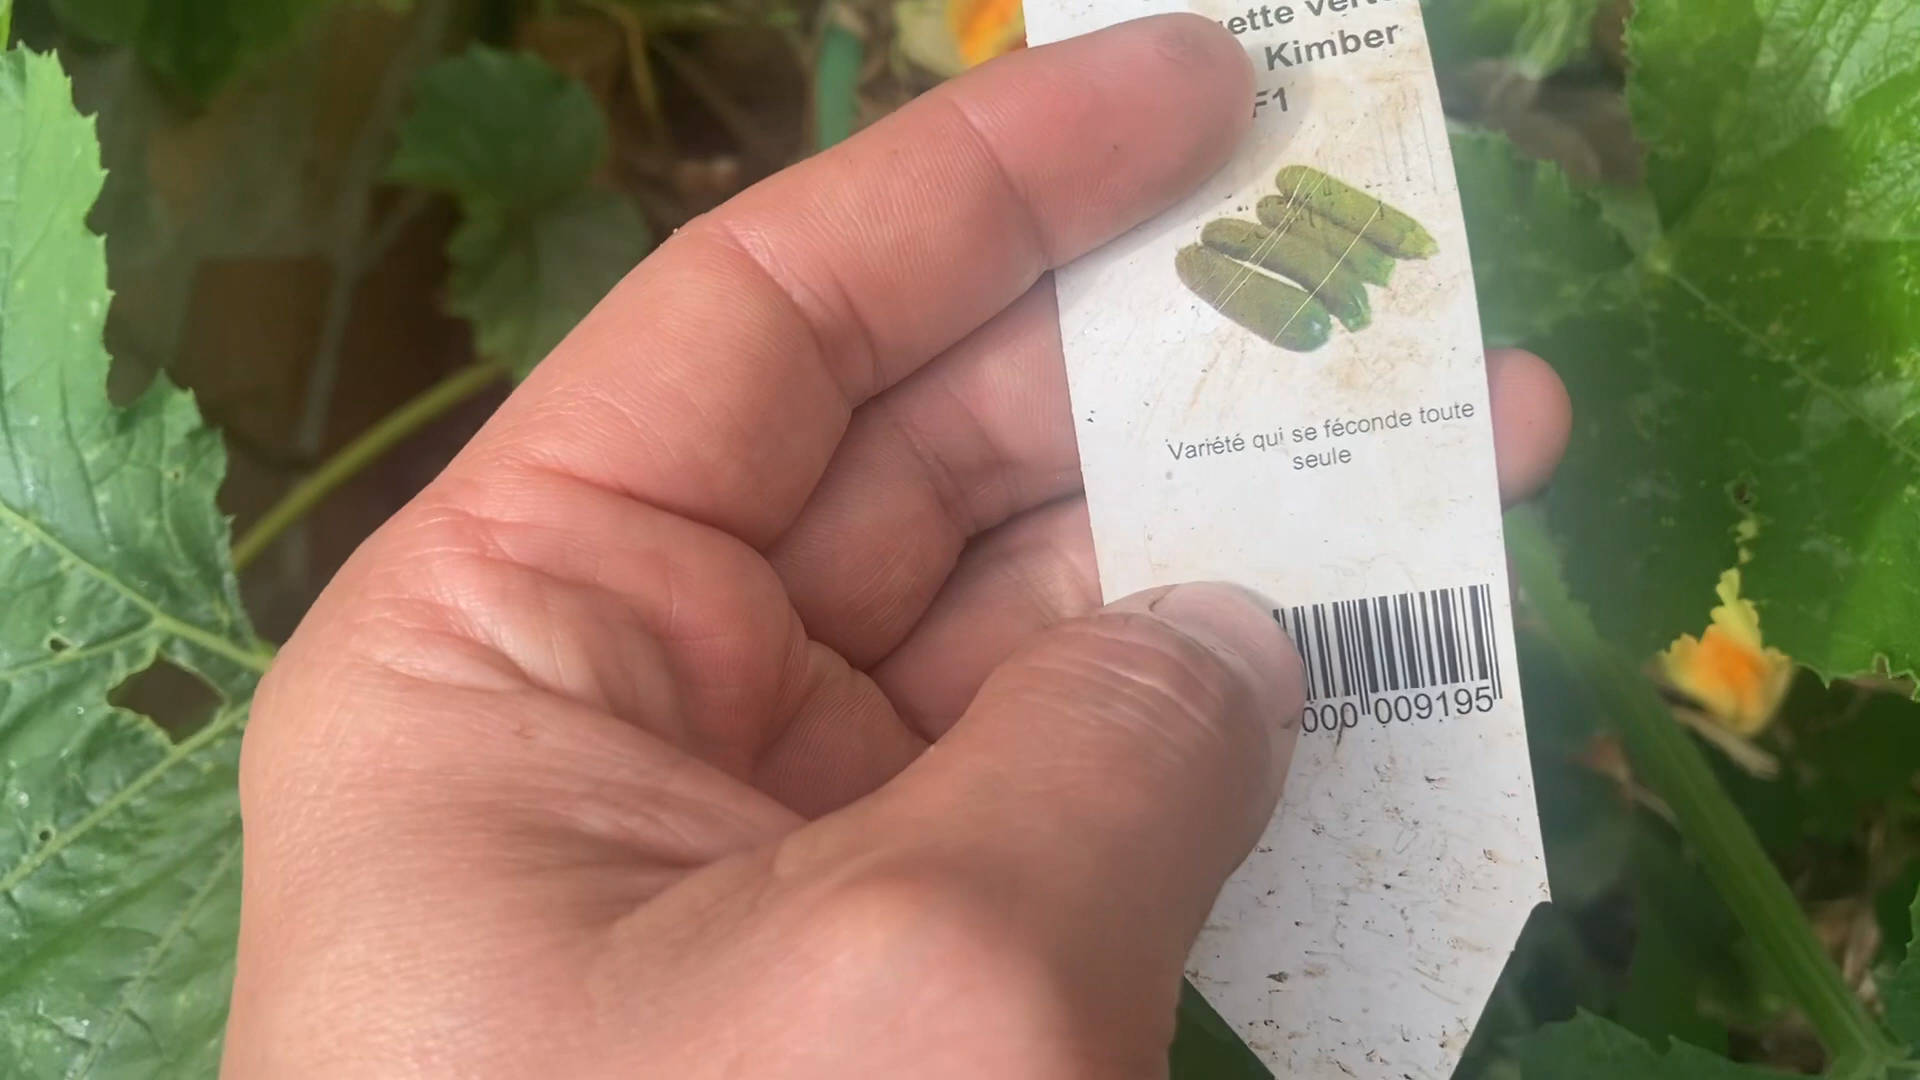 Kimber
F1
Variété qui se féconde toute
seule
000 009195